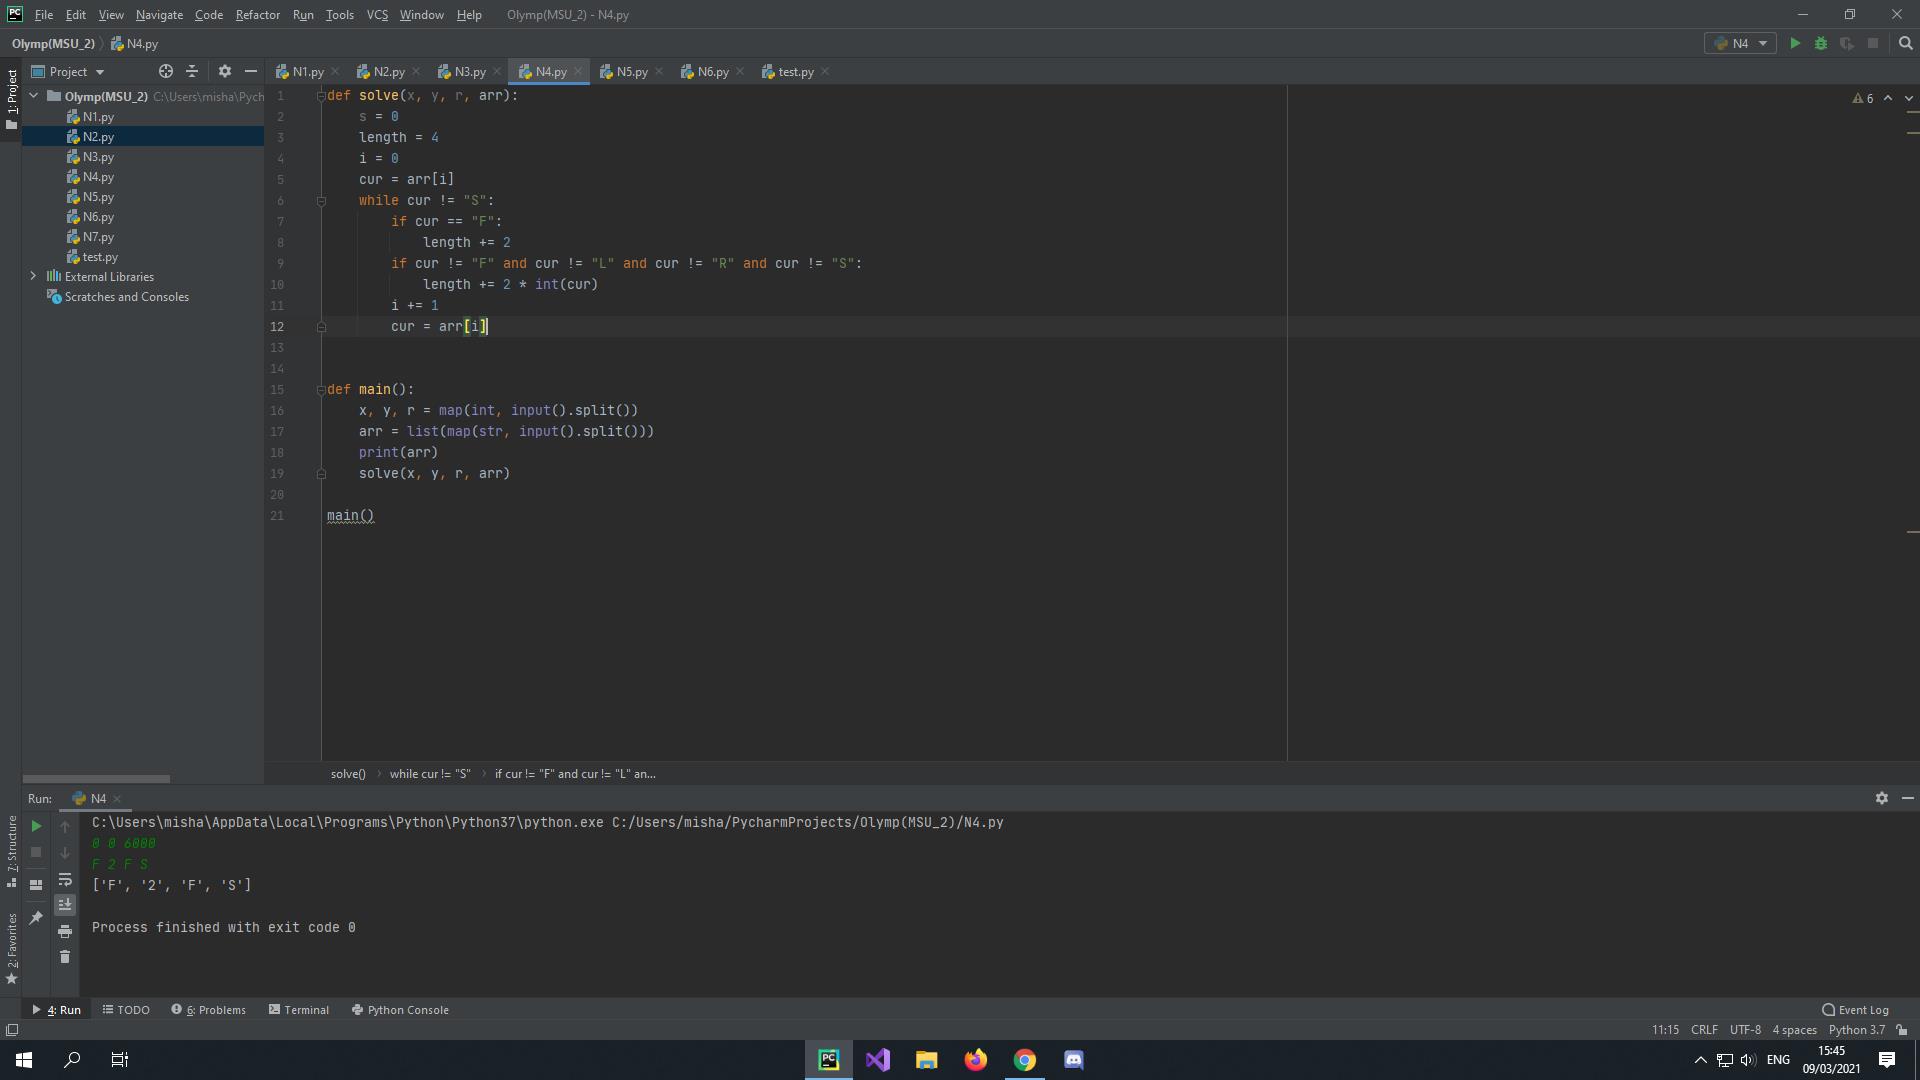 PC File Edit View Navigate Code Refactor Run Tools VCS Window Help Olymp(MSU_2) - N4.py
Olymp(MSU_2) N4.py N4
1: Project Project N1.py N2.py N3.py N4.py N5.py N6.py test.py
Olymp(MSU_2) C:\Users\misha\Pych
N1.py
N2.py
N3.py
N4.py
N5.py
N6.py
N7.py
test.py
External Libraries
Scratches and Consoles
6
1 def solve(x, y, r, arr):
2 s = 0
3 length = 4
4 i = 0
5 cur = arr[i]
6 while cur != "S":
7 if cur == "F":
8 length += 2
9 if cur != "F" and cur != "L" and cur != "R" and cur != "S":
10 length += 2 * int(cur)
11 i += 1
12 cur = arr[i]
13
14
15 def main():
16 x, y, r = map(int, input().split())
17 arr = list(map(str, input().split()))
18 print(arr)
19 solve(x, y, r, arr)
20
21 main()
solve() while cur != "S" if cur != "F" and cur != "L" an...
Run: N4
C:\Users\misha\AppData\Local\Programs\Python\Python37\python.exe C:/Users/misha/PycharmProjects/Olymp(MSU_2)/N4.py
0 0 6000
F 2 F S
['F', '2', 'F', 'S']
Process finished with exit code 0
7: Structure
2: Favorites
4: Run TODO 6: Problems Terminal Python Console Event Log
11:15 CRLF UTF-8 4 spaces Python 3.7
PC ENG 15:45
09/03/2021